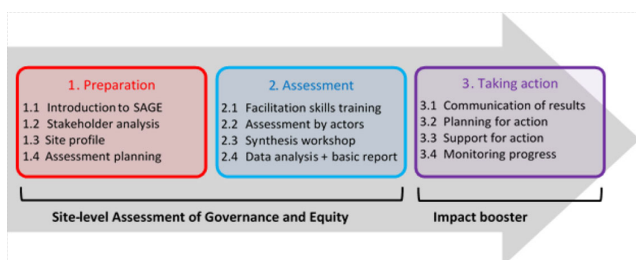 1. Preparation
1.1 Introduction to SAGE
1.2 Stakeholder analysis
1.3 Site profile
1.4 Assessment planning
2. Assessment
2.1 Facilitation skills training
2.2 Assessment by actors
2.3 Synthesis workshop
2.4 Data analysis + basic report
3. Taking action
3.1 Communication of results
3.2 Planning for action
3.3 Support for action
3.4 Monitoring progress
Site-level Assessment of Governance and Equity
Impact booster